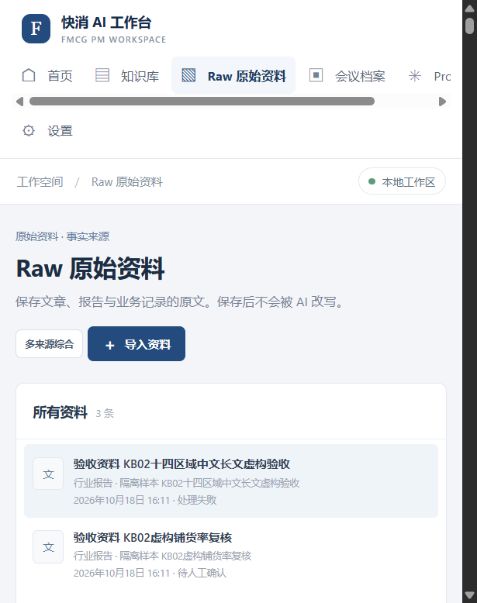 F
快消 AI 工作台
FMCG PM WORKSPACE
首页 知识库 Raw 原始资料 会议档案 Prc
设置
工作空间 / Raw 原始资料 本地工作区
原始资料 · 事实来源
Raw 原始资料
保存文章、报告与业务记录的原文。保存后不会被 AI 改写。
多来源综合 + 导入资料
所有资料 3 条
文
验收资料 KB02十四区域中文长文虚构验收
行业报告 · 隔离样本 KB02十四区域中文长文虚构验收
2026年10月18日 16:11 · 处理失败
文
验收资料 KB02虚构铺货率复核
行业报告 · 隔离样本 KB02虚构铺货率复核
2026年10月18日 16:11 · 待人工确认